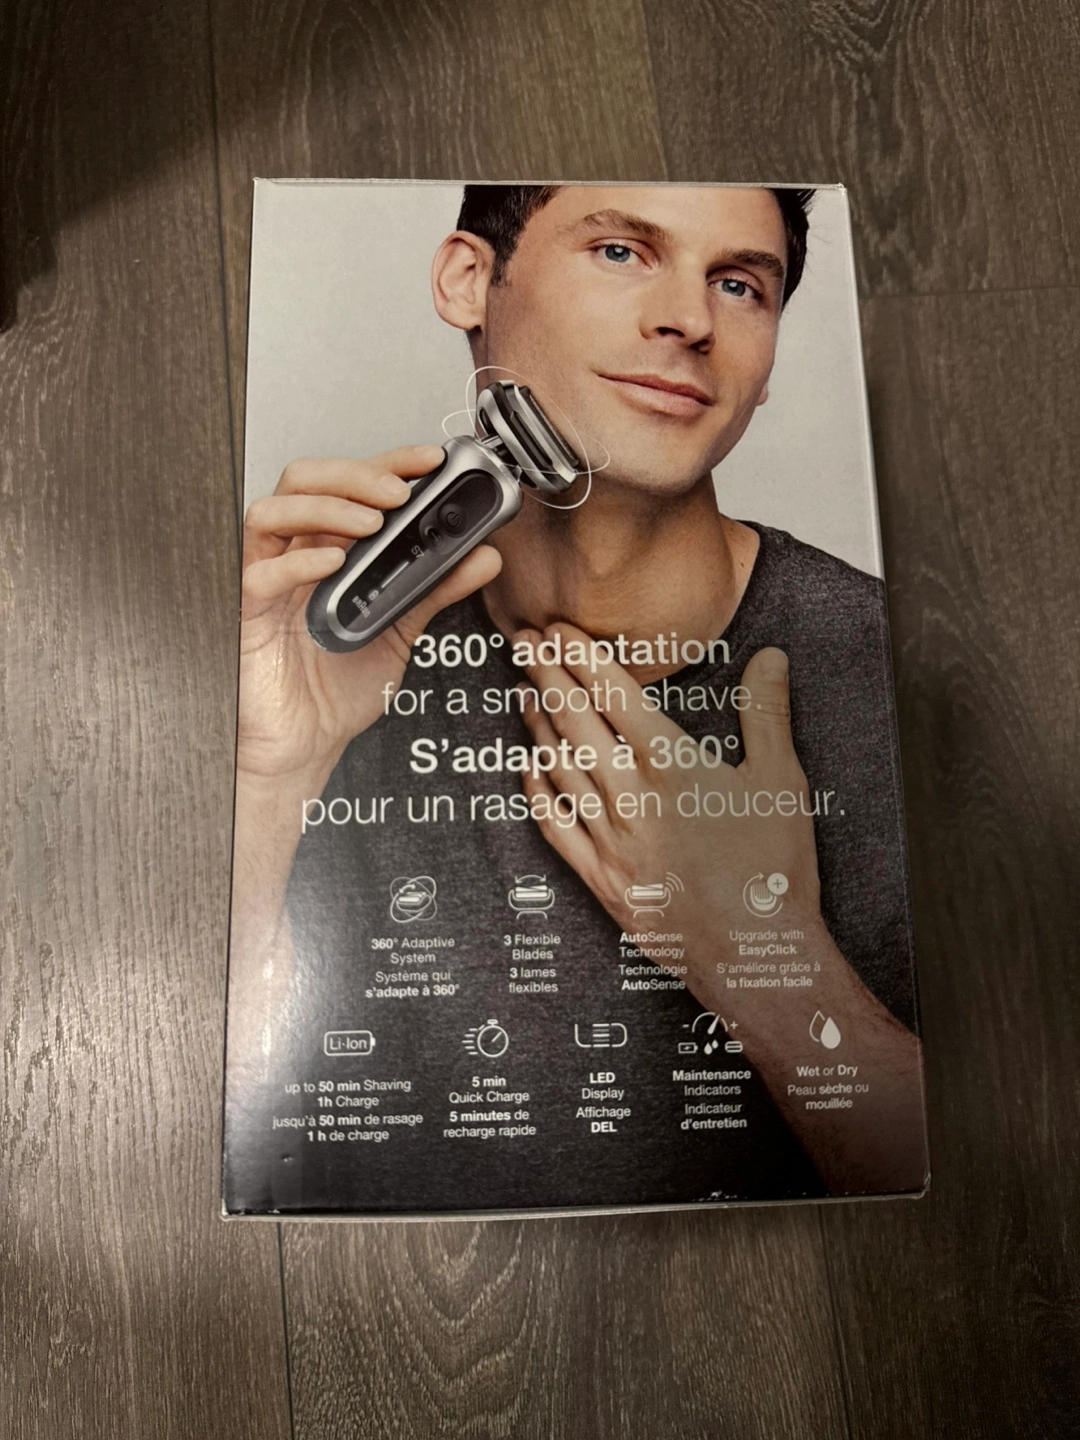 S7
BRAUN
360° adaptation
for a smooth shave.
S'adapte à 360°
pour un rasage en douceur.
360° Adaptive
System
Système qui
s'adapte à 360°
3 Flexible
Blades
3 lames
flexibles
AutoSense
Technology
Technologie
AutoSense
Upgrade with
EasyClick
S'améliore grâce à
la fixation facile
Li-Ion
up to 50 min Shaving
1h Charge
jusqu'à 50 min de rasage
1 h de charge
5 min
Quick Charge
5 minutes de
recharge rapide
LED
LED
Display
Affichage
DEL
Maintenance
Indicators
Indicateur
d'entretien
Wet or Dry
Peau sèche ou
mouillée